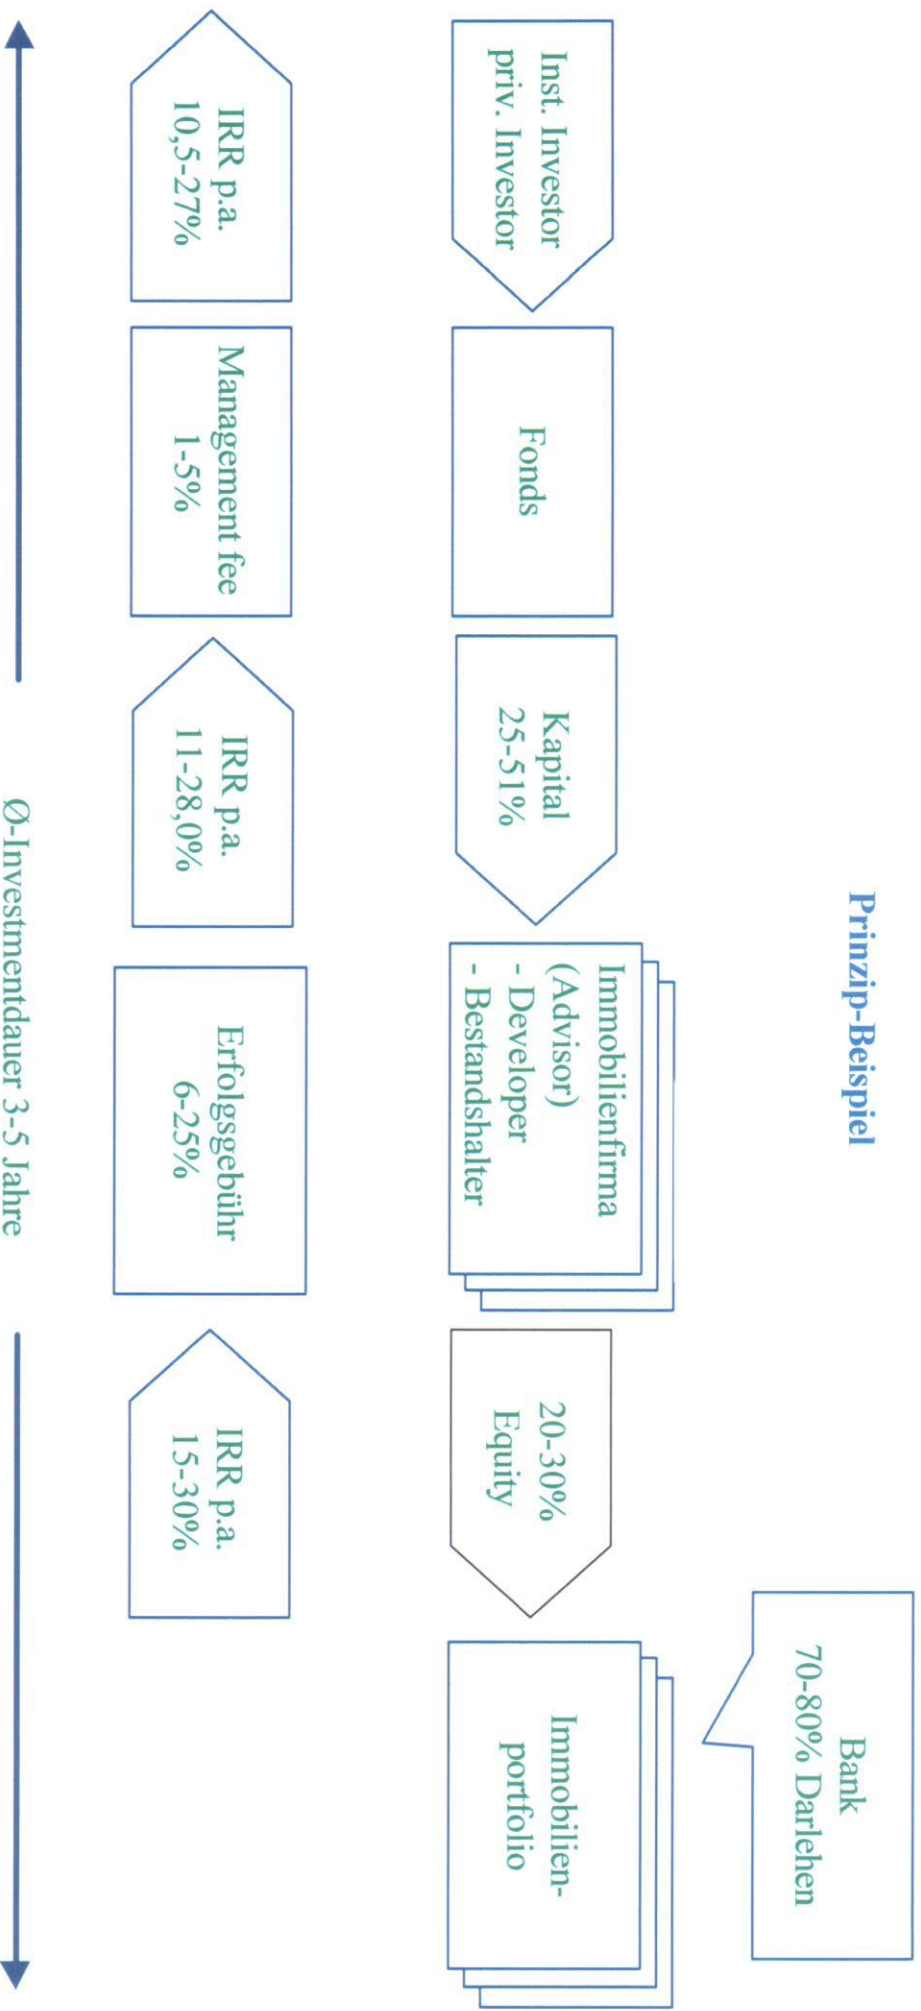 Prinzip-Beispiel
Bank
70-80% Darlehen
Inst. Investor
priv. Investor
Fonds
Kapital
25-51%
Immobilienfirma
(Advisor)
- Developer
- Bestandshalter
20-30%
Equity
Immobilien-
portfolio
IRR p.a.
10,5-27%
Management fee
1-5%
IRR p.a.
11-28,0%
Erfolgsgebühr
6-25%
IRR p.a.
15-30%
Ø-Investmentdauer 3-5 Jahre